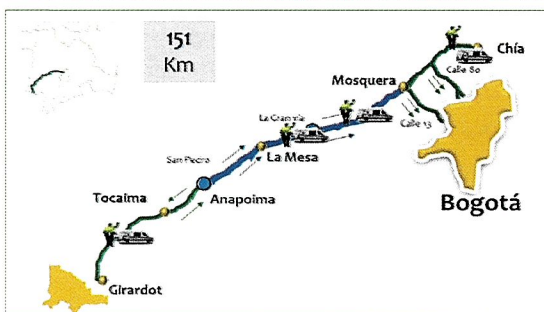 151
Km
Chía
Calle 80
Mosquera
Calle 13
La Mesa
San Pedro
Anapoima
Tocaima
Bogotá
Girardot